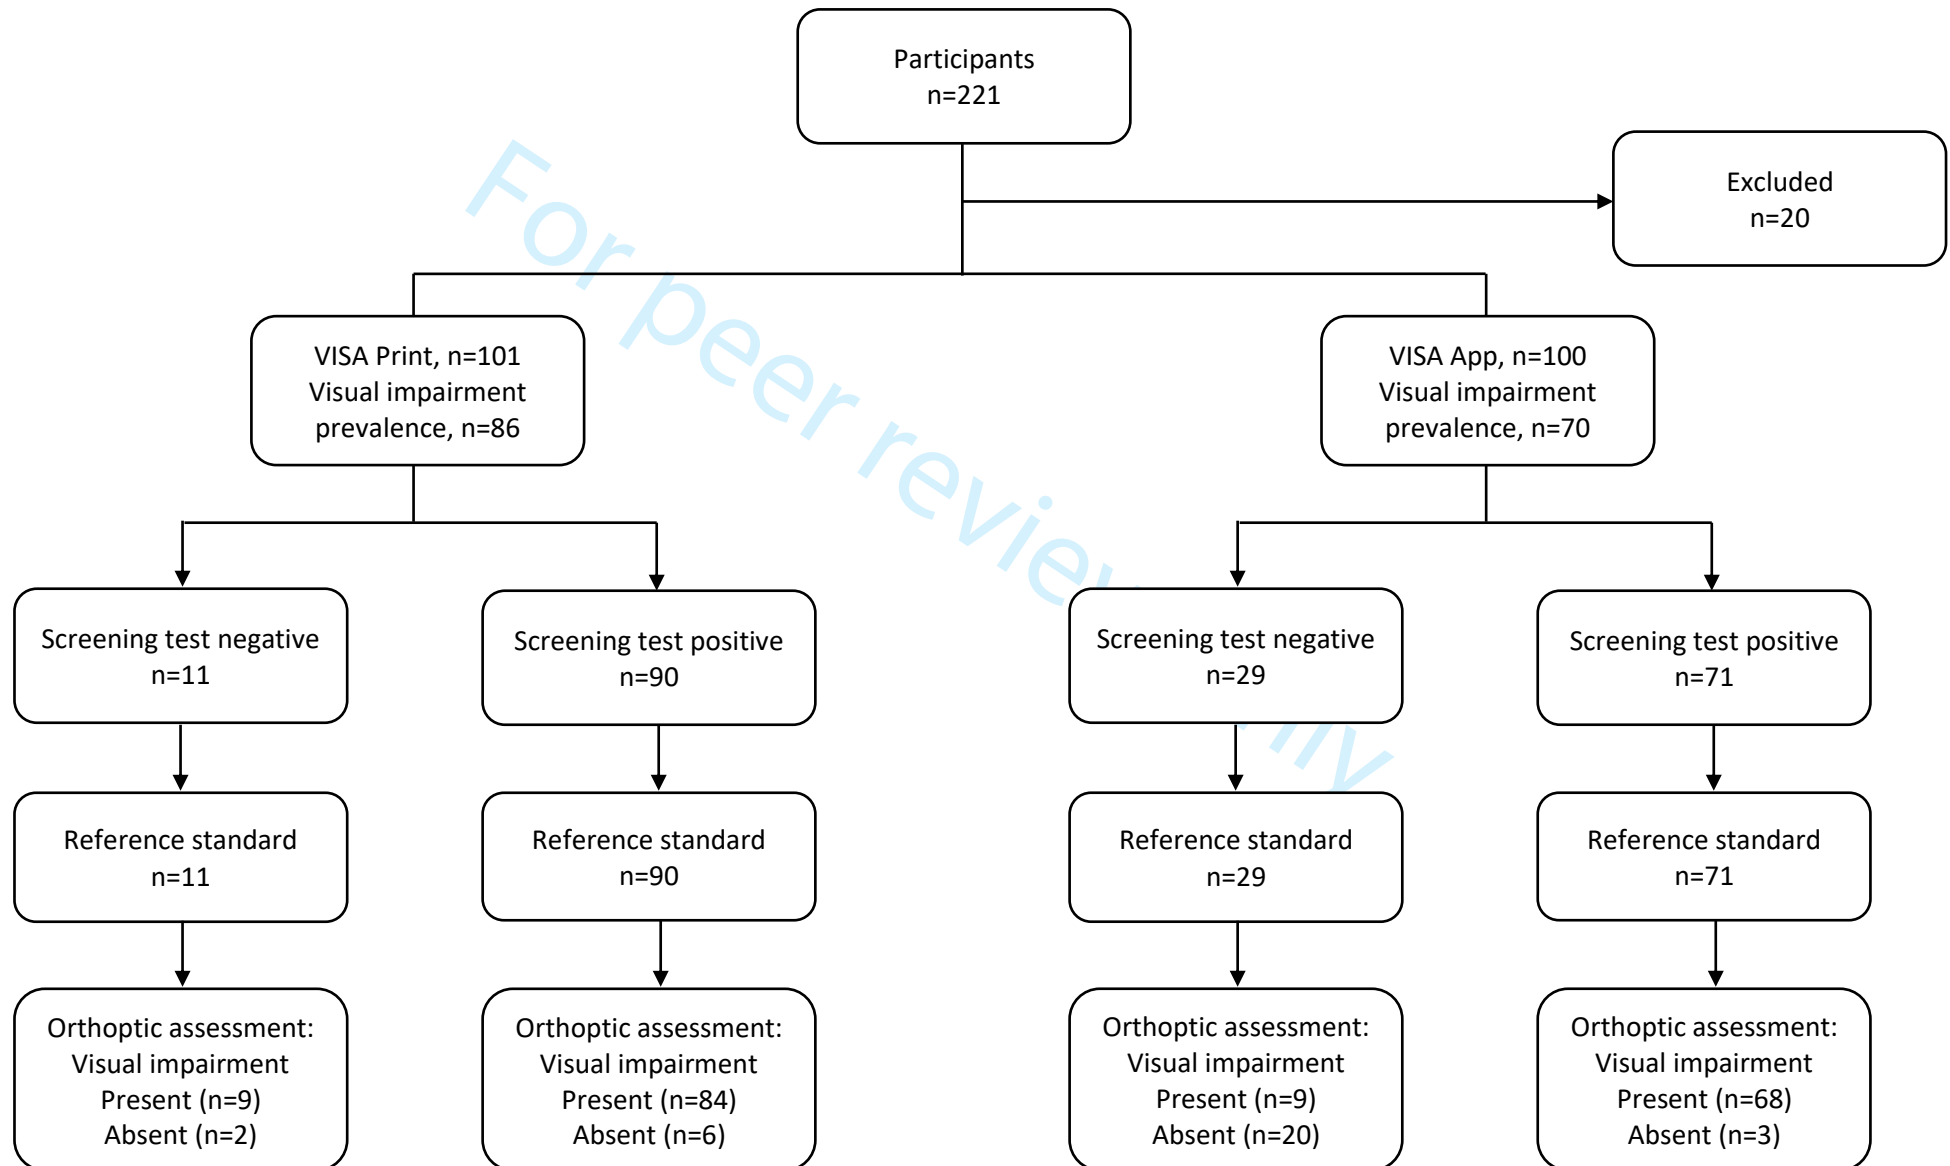 Participants
n=221
Excluded
n=20
VISA Print, n=101
Visual impairment
prevalence, n=86
VISA App, n=100
Visual impairment
prevalence, n=70
Screening test negative
n=11
Screening test positive
n=90
Screening test negative
n=29
Screening test positive
n=71
Reference standard
n=11
Reference standard
n=90
Reference standard
n=29
Reference standard
n=71
Orthoptic assessment:
Visual impairment
Present (n=9)
Absent (n=2)
Orthoptic assessment:
Visual impairment
Present (n=84)
Absent (n=6)
Orthoptic assessment:
Visual impairment
Present (n=9)
Absent (n=20)
Orthoptic assessment:
Visual impairment
Present (n=68)
Absent (n=3)
For peer review only